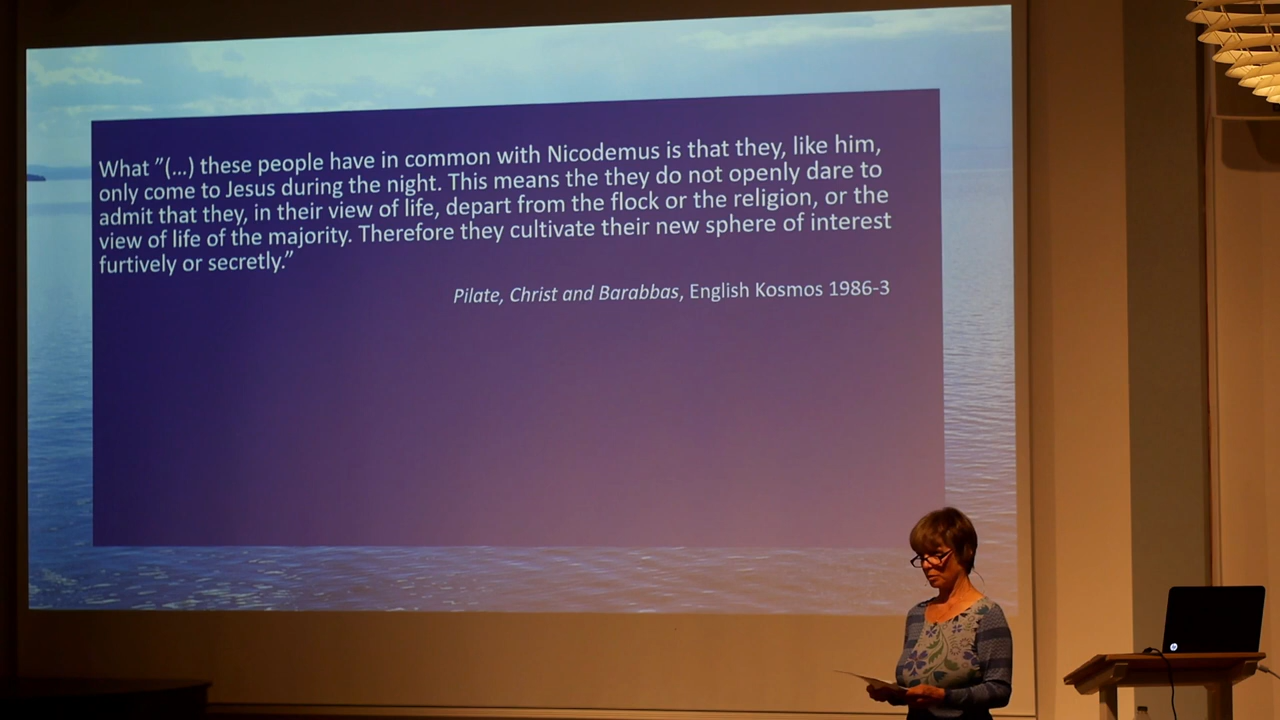 What ”(...) these people have in common with Nicodemus is that they, like him,
only come to Jesus during the night. This means the they do not openly dare to
admit that they, in their view of life, depart from the flock or the religion, or the
view of life of the majority. Therefore they cultivate their new sphere of interest
furtively or secretly.”
Pilate, Christ and Barabbas, English Kosmos 1986-3
hp